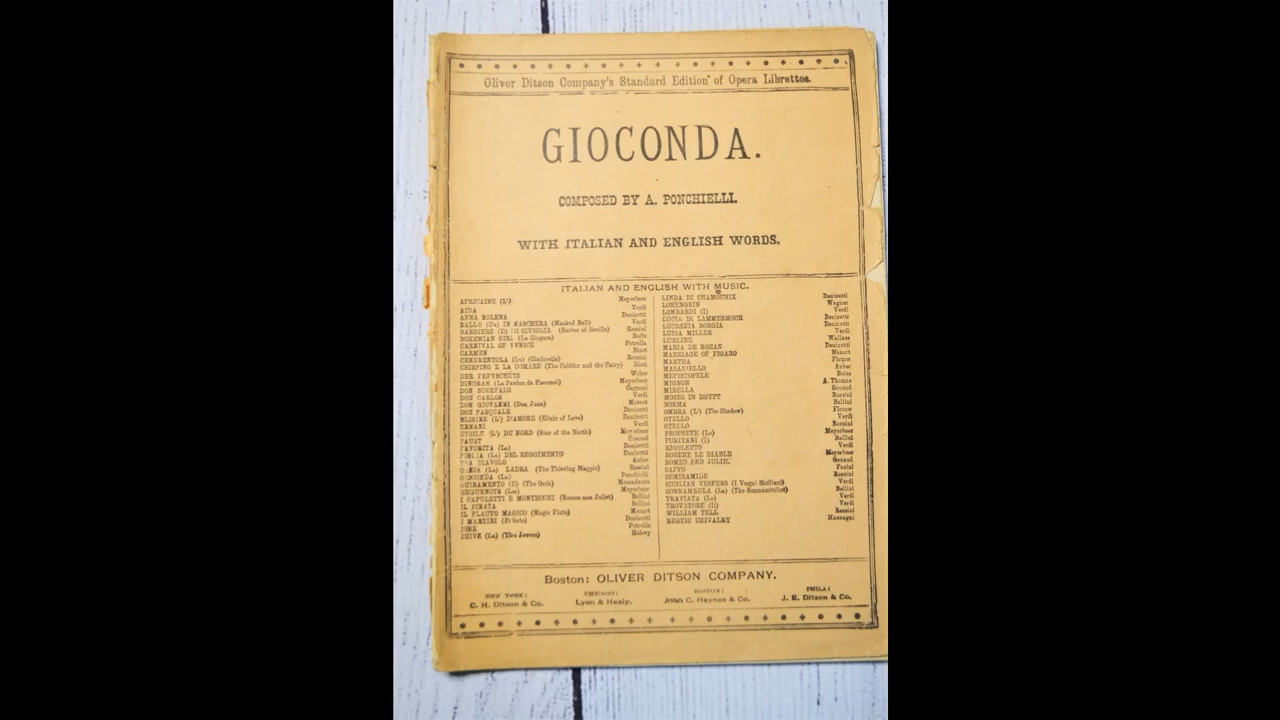 Oliver Ditson Company's Standard Edition of Opera Librettos.
GIOCONDA.
COMPOSED BY A. PONCHIELLI.
WITH ITALIAN AND ENGLISH WORDS.
ITALIAN AND ENGLISH WITH MUSIC.
AFRICAINE (L') Meyerbeer
AIDA Verdi
ANNA BOLENA Donizetti
BALLO (Un) IN MASCHERA (Masked Ball) Verdi
BARBIERE (Il) DI SIVIGLIA (Barber of Seville) Rossini
BOHEMIAN GIRL (La Zingara) Balfe
CARNIVAL OF VENICE Petrella
CARMEN Bizet
CENERENTOLA (La) (Cinderella) Rossini
CRISPINO E LA COMARE (The Cobbler and the Fairy) Ricci
DER FREYSCHUTZ Weber
DINORAH (Le Pardon de Ploermel) Meyerbeer
DON BUCEFALO Cagnoni
DON CARLOS Verdi
DON GIOVANNI (Don Juan) Mozart
DON PASQUALE Donizetti
ELISIRE (L') D'AMORE (Elixir of Love) Donizetti
ERNANI Verdi
ETOILE (L') DU NORD (Star of the North) Meyerbeer
FAUST Gounod
FAVORITA (La) Donizetti
FIGLIA (La) DEL REGGIMENTO Donizetti
FRA DIAVOLO Auber
GAZZA (La) LADRA (The Thieving Magpie) Rossini
GIOCONDA (La) Ponchielli
GUIRAMENTO (Il) (The Oath) Mercadante
HUGUENOTS (Les) Meyerbeer
I CAPULETTI E MONTECCHI (Romeo and Juliet) Bellini
IL PIRATA Bellini
IL FLAUTO MAGICO (Magic Flute) Mozart
I MARTIRI (Poliuto) Donizetti
IONE Petrella
JUIVE (La) (The Jewess) Halevy
LINDA DI CHAMOUNIX Donizetti
LOHENGRIN Wagner
LOMBARDI (I) Verdi
LUCIA DI LAMMERMOOR Donizetti
LUCREZIA BORGIA Donizetti
LUISA MILLER Verdi
LURLINE Wallace
MARIA DE ROHAN Donizetti
MARRIAGE OF FIGARO Mozart
MARTHA Flotow
MASANIELLO Auber
MEFISTOFELE Boito
MIGNON A. Thomas
MIRELLA Gounod
MOSES IN EGYPT Rossini
NORMA Bellini
OMBRA (L') (The Shadow) Flotow
OTELLO Verdi
OTELLO Rossini
PROPHETE (Le) Meyerbeer
PURITANI (I) Bellini
RIGOLETTO Verdi
ROBERT LE DIABLE Meyerbeer
ROMEO AND JULIET Gounod
SAFFO Pacini
SEMIRAMIDE Rossini
SICILIAN VESPERS (I Vespri Siciliani) Verdi
SONNAMBULA (La) (The Somnambulist) Bellini
TRAVIATA (La) Verdi
TROVATORE (Il) Verdi
WILLIAM TELL Rossini
RUSTIC CHIVALRY Mascagni
Boston: OLIVER DITSON COMPANY.
NEW YORK: CHICAGO: BOSTON: PHILA:
C. H. Ditson & Co. Lyon & Healy. John C. Haynes & Co. J. E. Ditson & Co.